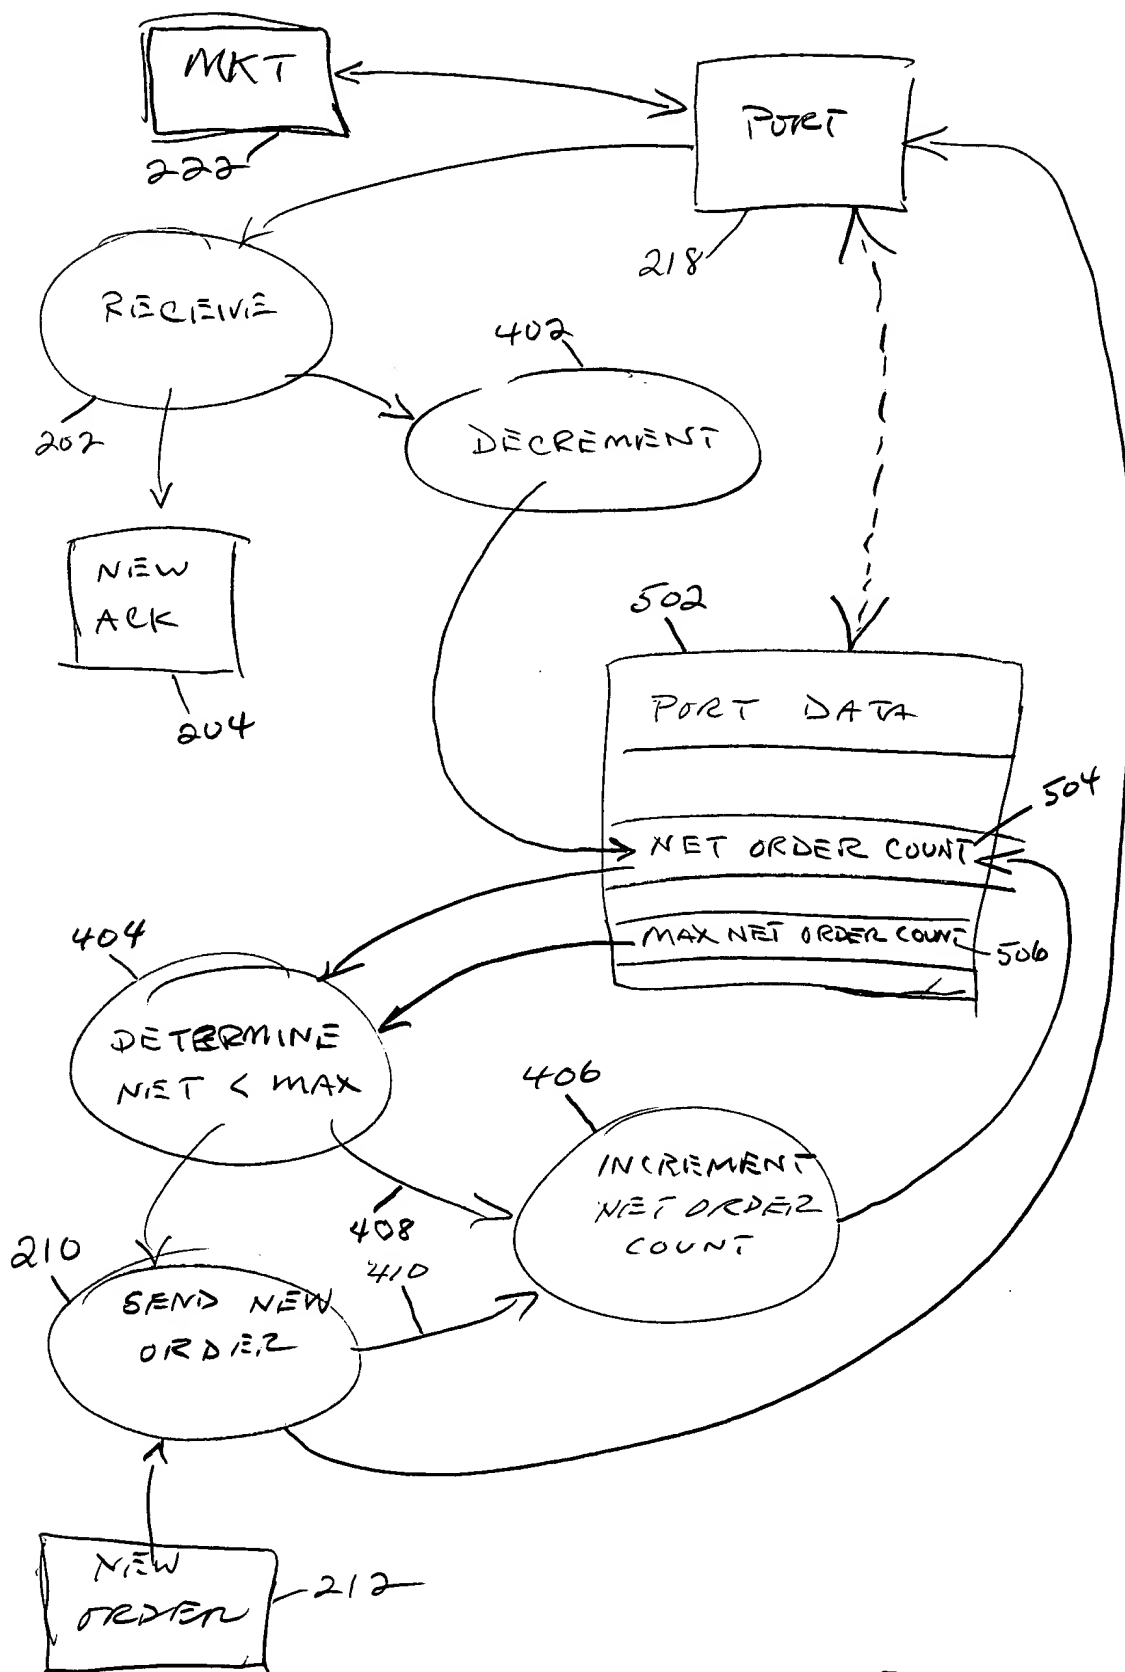 MKT
222
PORT
218
RECEIVE
202
402
DECREMENT
NEW
ACK
204
502
PORT DATA
504
NET ORDER COUNT
MAX NET ORDER COUNT
506
404
DETERMINE
NET < MAX
406
INCREMENT
NET ORDER
COUNT
408
410
210
SEND NEW
ORDER
NEW
ORDER
212